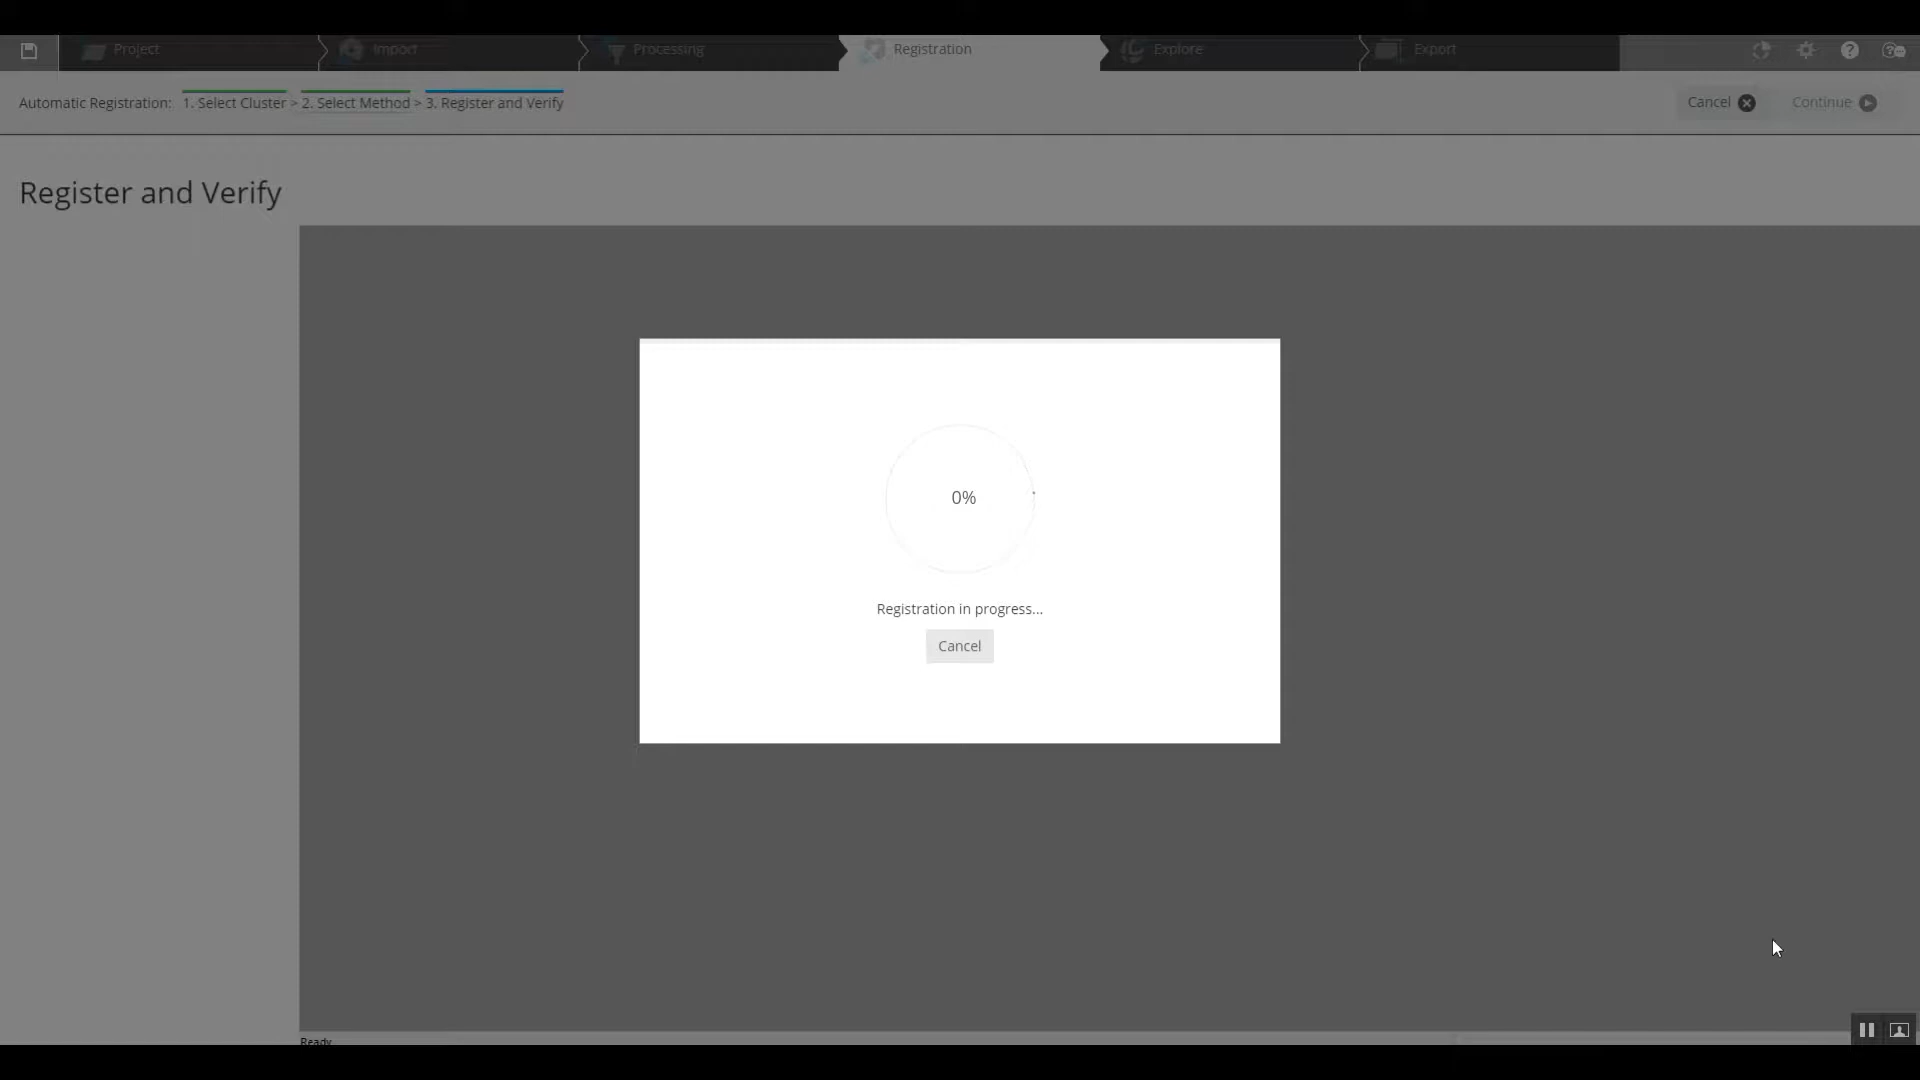 Project Import Processing Registration Explore Export
Automatic Registration: 1. Select Cluster > 2. Select Method > 3. Register and Verify Cancel Continue
Register and Verify
0%
Registration in progress...
Cancel
Ready